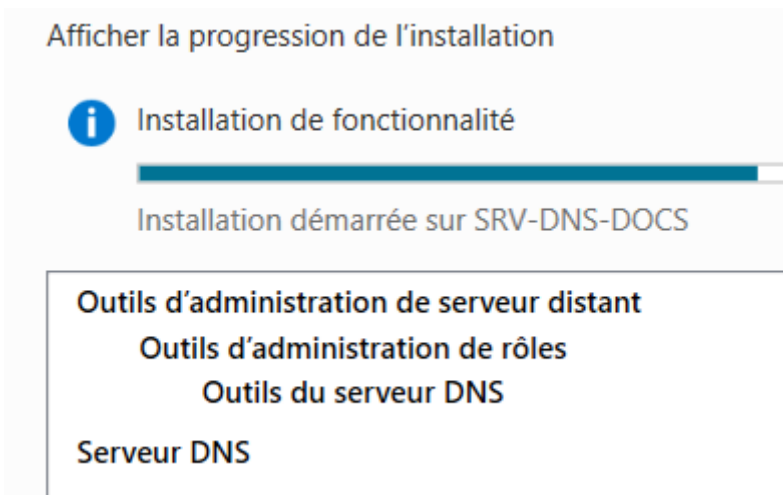 Afficher la progression de l’installation
Installation de fonctionnalité
Installation démarrée sur SRV-DNS-DOCS
Outils d’administration de serveur distant
Outils d’administration de rôles
Outils du serveur DNS
Serveur DNS